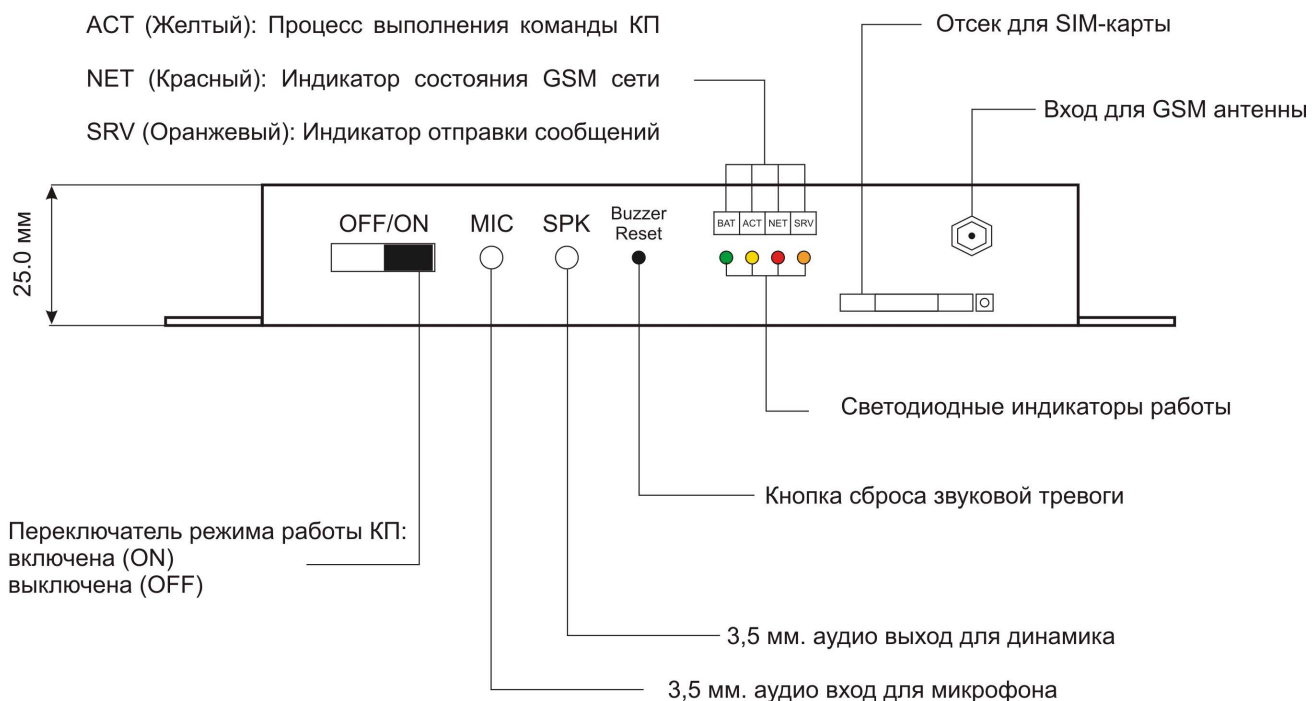 ACT (Желтый): Процесс выполнения команды КП
Отсек для SIM-карты
NET (Красный): Индикатор состояния GSM сети
Вход для GSM антенны
SRV (Оранжевый): Индикатор отправки сообщений
25.0 мм
OFF/ON
MIC
SPK
Buzzer
Reset
BAT ACT NET SRV
Светодиодные индикаторы работы
Кнопка сброса звуковой тревоги
Переключатель режима работы КП:
включена (ON)
выключена (OFF)
3,5 мм. аудио выход для динамика
3,5 мм. аудио вход для микрофона